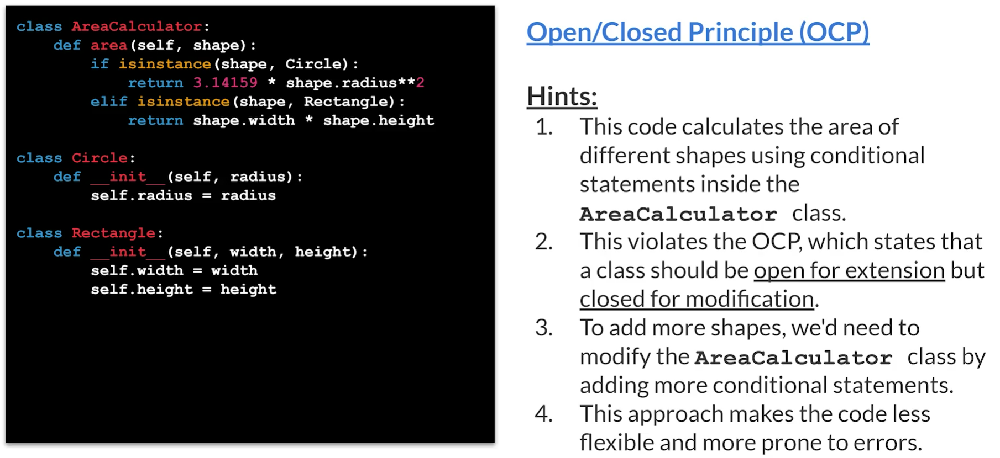 class AreaCalculator:
    def area(self, shape):
        if isinstance(shape, Circle):
            return 3.14159 * shape.radius**2
        elif isinstance(shape, Rectangle):
            return shape.width * shape.height
class Circle:
    def __init__(self, radius):
        self.radius = radius
class Rectangle:
    def __init__(self, width, height):
        self.width = width
        self.height = height
Open/Closed Principle (OCP)
Hints:
1. This code calculates the area of
different shapes using conditional
statements inside the
AreaCalculator class.
2. This violates the OCP, which states that
a class should be open for extension but
closed for modification.
3. To add more shapes, we'd need to
modify the AreaCalculator class by
adding more conditional statements.
4. This approach makes the code less
flexible and more prone to errors.